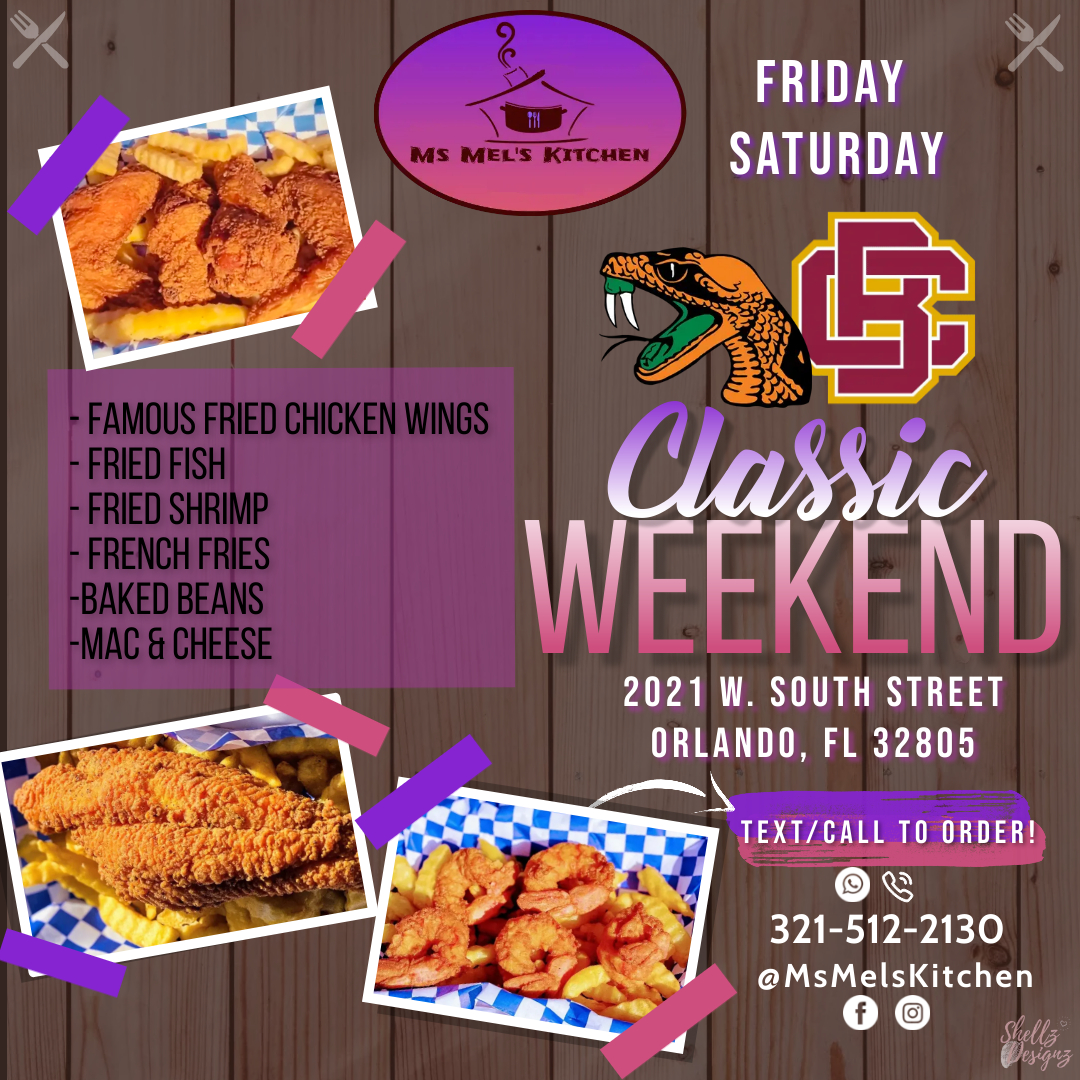 Ms Mel's Kitchen
FRIDAY
SATURDAY
BC
- FAMOUS FRIED CHICKEN WINGS
- FRIED FISH
- FRIED SHRIMP
- FRENCH FRIES
-BAKED BEANS
-MAC & CHEESE
Classic
WEEKEND
2021 W. SOUTH STREET
ORLANDO, FL 32805
TEXT/CALL TO ORDER!
321-512-2130
@MsMelsKitchen
Shellz
Designz